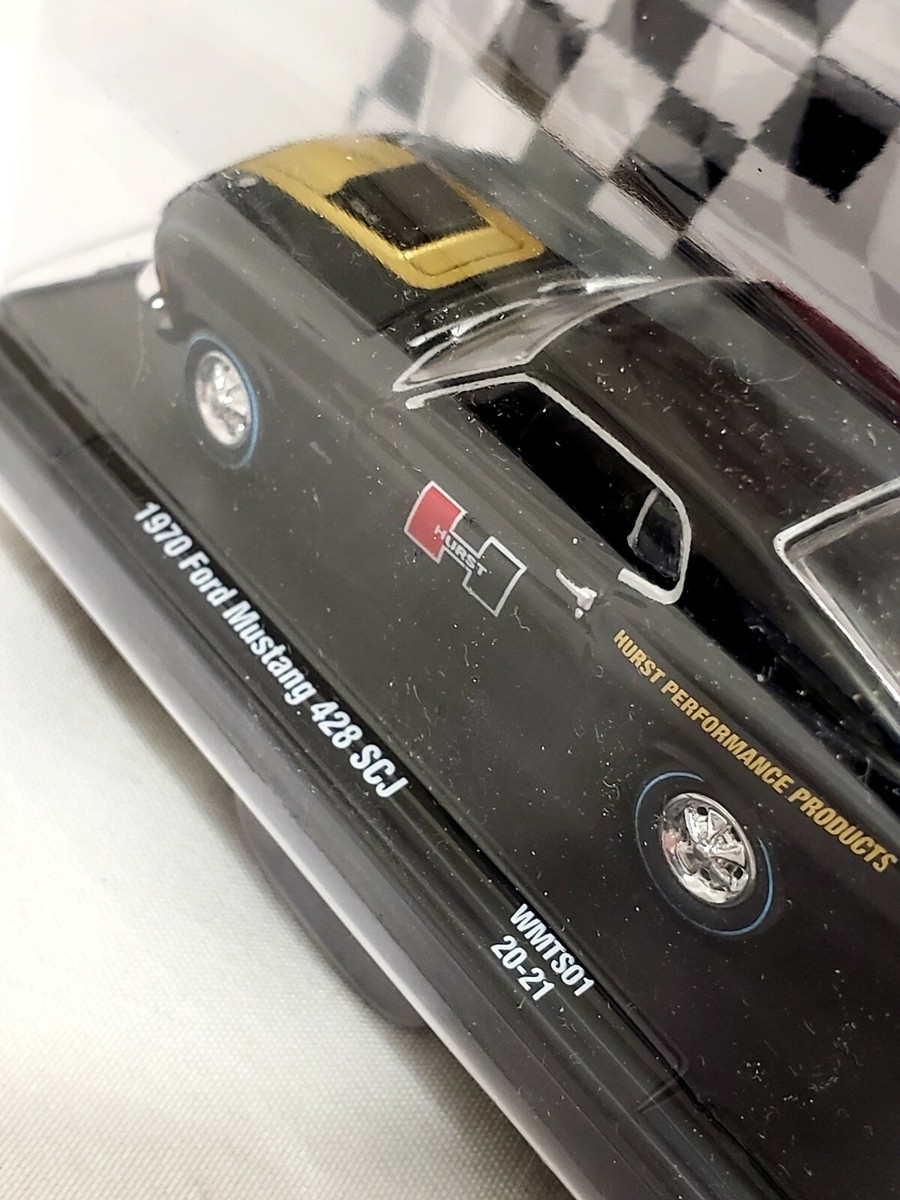 HURST
HURST PERFORMANCE PRODUCTS
1970 Ford Mustang 428 SCJ
WMTS01
20-21